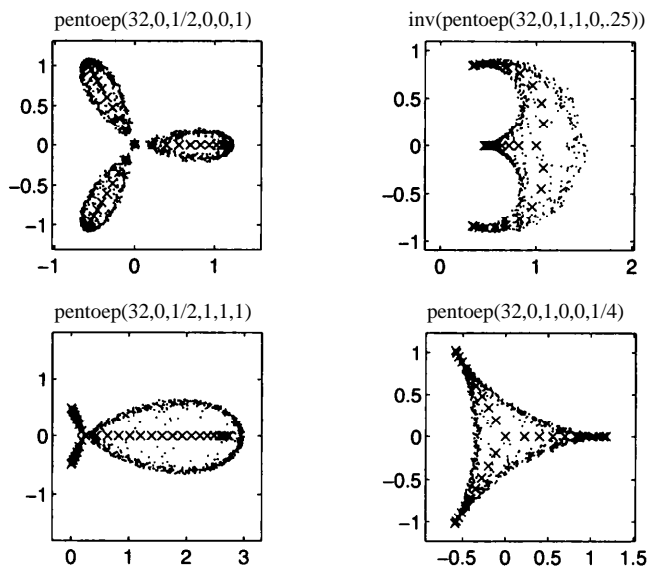 pentoep(32,0,1/2,0,0,1)
1
0.5
0
−0.5
−1
−1 0 1
inv(pentoep(32,0,1,1,0,.25))
1
0.5
0
−0.5
−1
0 1 2
pentoep(32,0,1/2,1,1,1)
1
0
−1
0 1 2 3
pentoep(32,0,1,0,0,1/4)
1
0.5
0
−0.5
−1
−0.5 0 0.5 1 1.5